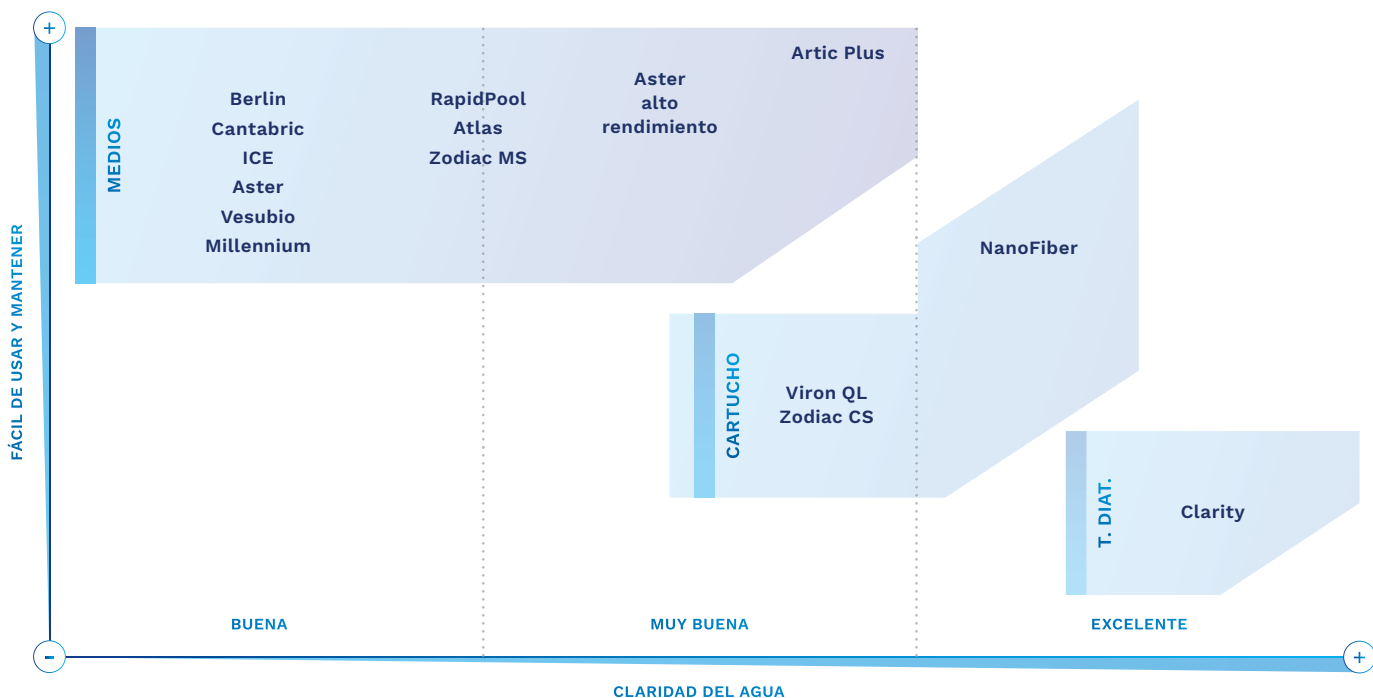 +
FÁCIL DE USAR Y MANTENER
MEDIOS
Berlin
Cantabric
ICE
Aster
Vesubio
Millennium
RapidPool
Atlas
Zodiac MS
Aster
alto
rendimiento
Artic Plus
CARTUCHO
Viron QL
Zodiac CS
NanoFiber
T. DIAT.
Clarity
BUENA
MUY BUENA
EXCELENTE
-
+
CLARIDAD DEL AGUA